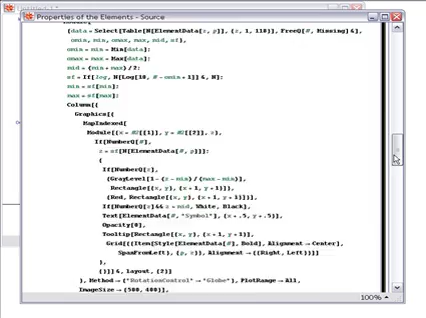 Properties of the Elements - Source
{data = Select[Table[N[ElementData[z, p]], {z, 1, 118}], FreeQ[#, Missing] &],
omin, min, omax, max, mid, sf},
omin = min = Min[data];
omax = max = Max[data];
mid = (min + max) / 2;
sf = If[log, N[Log[10, # - omin + 1]] &, N];
min = sf[min];
max = sf[max];
Column[{
Graphics[{
MapIndexed[
Module[{x = #2[[1]], y = #2[[2]], z},
If[NumberQ[#],
z = sf[N[ElementData[#, p]]];
{
If[NumberQ[z],
{GrayLevel[1 - (z - min) / (max - min)],
Rectangle[{x, y}, {x + 1, y + 1}]},
{Red, Rectangle[{x, y}, {x + 1, y + 1}]}],
If[NumberQ[z] && z > mid, White, Black],
Text[ElementData[#, "Symbol"], {x + .5, y + .5}],
Opacity[0],
Tooltip[Rectangle[{x, y}, {x + 1, y + 1}],
Grid[{{Item[Style[ElementData[#], Bold], Alignment → Center],
SpanFromLeft}, {p, z}}, Alignment → {{Right, Left}}]]
},
{}]] &, layout, {2}]
}, Method → {"RotationControl" → "Globe"}, PlotRange → All,
ImageSize → {500, 400}],
100%